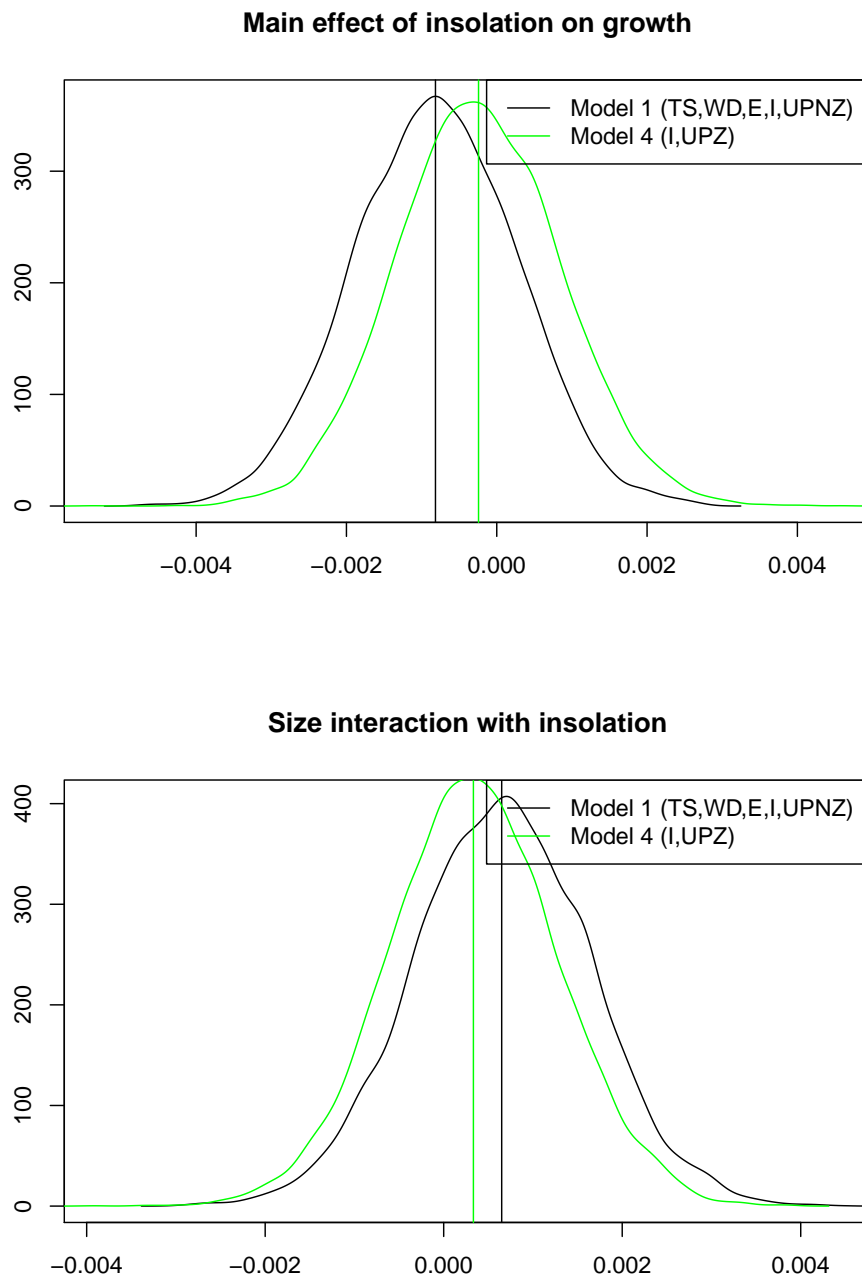 Main effect of insolation on growth
Model 1 (TS,WD,E,I,UPNZ)
Model 4 (I,UPZ)
300
200
100
0
−0.004 −0.002 0.000 0.002 0.004
Size interaction with insolation
Model 1 (TS,WD,E,I,UPNZ)
Model 4 (I,UPZ)
400
300
200
100
0
−0.004 −0.002 0.000 0.002 0.004